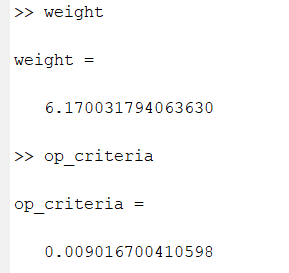 >> weight
weight =
6.170031794063630
>> op_criteria
op_criteria =
0.009016700410598